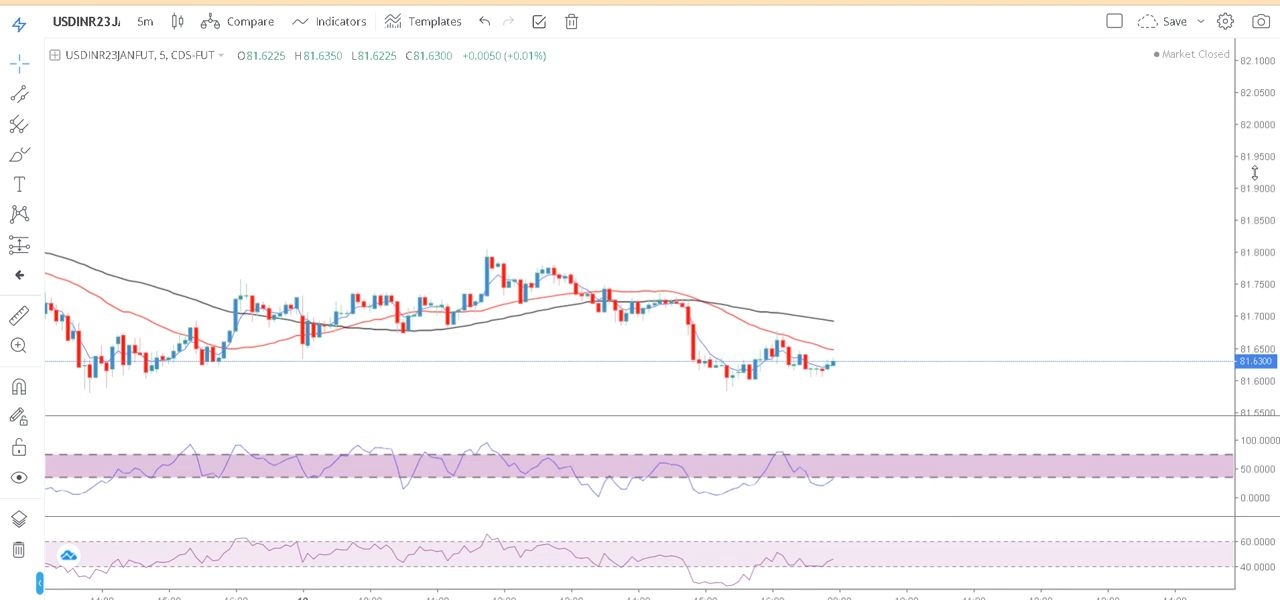 USDINR23J
5m
Compare
Indicators
Templates
Save
USDINR23JANFUT, 5, CDS-FUT O81.6225 H81.6350 L81.6225 C81.6300 +0.0050 (+0.01%)
Market Closed
82.1000
82.0500
82.0000
81.9500
81.9000
81.8500
81.8000
81.7500
81.7000
81.6500
81.6300
81.6000
81.5500
100.0000
50.0000
0.0000
60.0000
40.0000